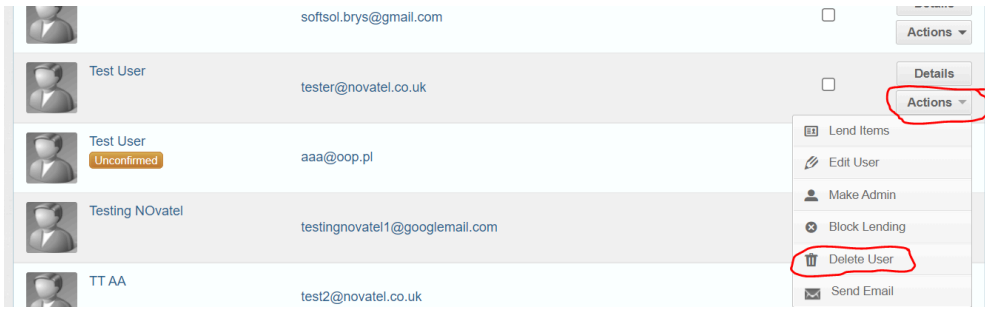 Details
softsol.brys@gmail.com
Actions
Test User
Details
tester@novatel.co.uk
Actions
Lend Items
Test User
Unconfirmed
aaa@oop.pl
Edit User
Make Admin
Testing NOvatel
testingnovatel1@googlemail.com
Block Lending
Delete User
TT AA
test2@novatel.co.uk
Send Email